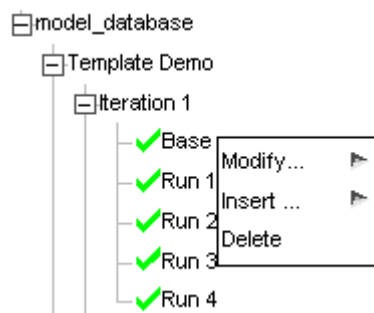 model_database
Template Demo
Iteration 1
Base
Modify...
Run 1
Insert ...
Run 2
Delete
Run 3
Run 4